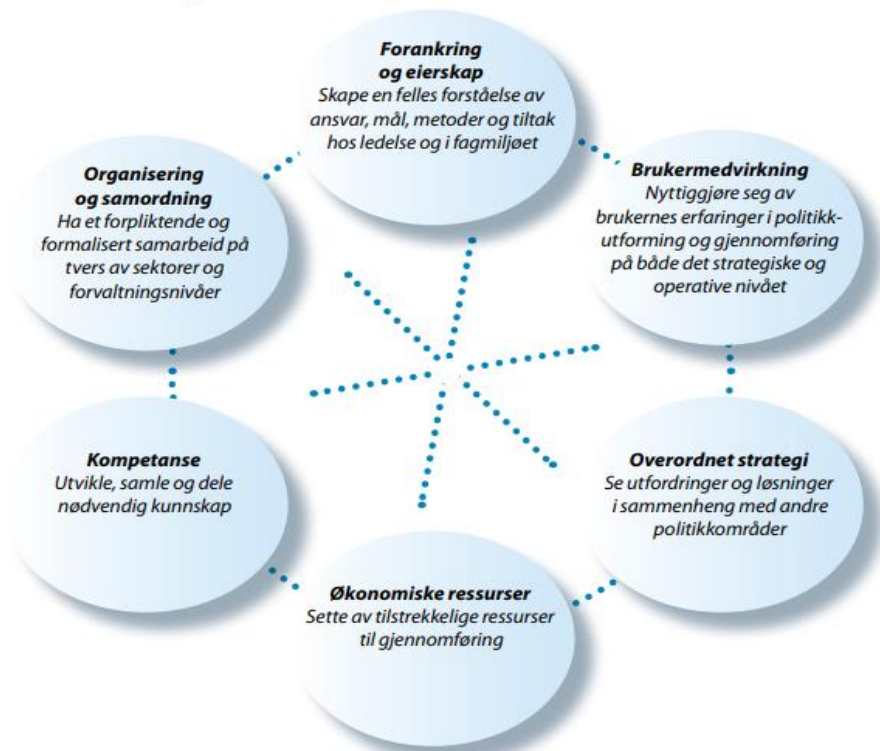 Forankring
og eierskap
Skape en felles forståelse av
ansvar, mål, metoder og tiltak
hos ledelse og i fagmiljøet
Brukermedvirkning
Nyttiggjøre seg av
brukernes erfaringer i politikk-
utforming og gjennomføring
på både det strategiske og
operative nivået
Overordnet strategi
Se utfordringer og løsninger
i sammenheng med andre
politikkområder
Økonomiske ressurser
Sette av tilstrekkelige ressurser
til gjennomføring
Kompetanse
Utvikle, samle og dele
nødvendig kunnskap
Organisering
og samordning
Ha et forpliktende og
formalisert samarbeid på
tvers av sektorer og
forvaltningsnivåer